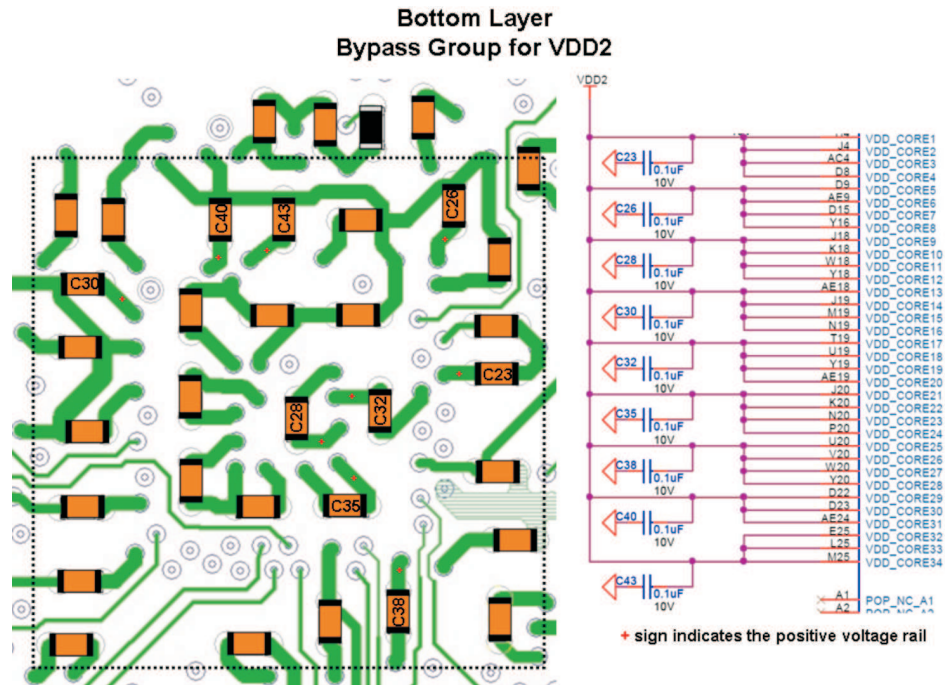 Bottom Layer
Bypass Group for VDD2
C40
C43
C26
C30
C23
C28
C32
C35
C38
VDD2
C23
0.1uF
10V
C26
0.1uF
10V
C28
0.1uF
10V
C30
0.1uF
10V
C32
0.1uF
10V
C35
0.1uF
10V
C38
0.1uF
10V
C40
0.1uF
10V
C43
0.1uF
10V
VDD_CORE1
J4 VDD_CORE2
AC4 VDD_CORE3
D8 VDD_CORE4
D9 VDD_CORE5
AE9 VDD_CORE6
D15 VDD_CORE7
Y16 VDD_CORE8
J18 VDD_CORE9
K18 VDD_CORE10
W18 VDD_CORE11
Y18 VDD_CORE12
AE18 VDD_CORE13
J19 VDD_CORE14
M19 VDD_CORE15
N19 VDD_CORE16
T19 VDD_CORE17
U19 VDD_CORE18
Y19 VDD_CORE19
AE19 VDD_CORE20
J20 VDD_CORE21
K20 VDD_CORE22
N20 VDD_CORE23
P20 VDD_CORE24
U20 VDD_CORE25
V20 VDD_CORE26
W20 VDD_CORE27
Y20 VDD_CORE28
D22 VDD_CORE29
D23 VDD_CORE30
AE24 VDD_CORE31
E25 VDD_CORE32
L25 VDD_CORE33
M25 VDD_CORE34
A1 POP_NC_A1
A2
+ sign indicates the positive voltage rail